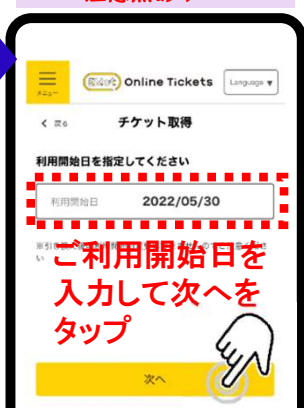 メニュー
Online Tickets
Language ▼
< 戻る
チケット取得
利用開始日を指定してください
利用開始日 2022/05/30
い
ご利用開始日を
入力して次へを
タップ
次へ